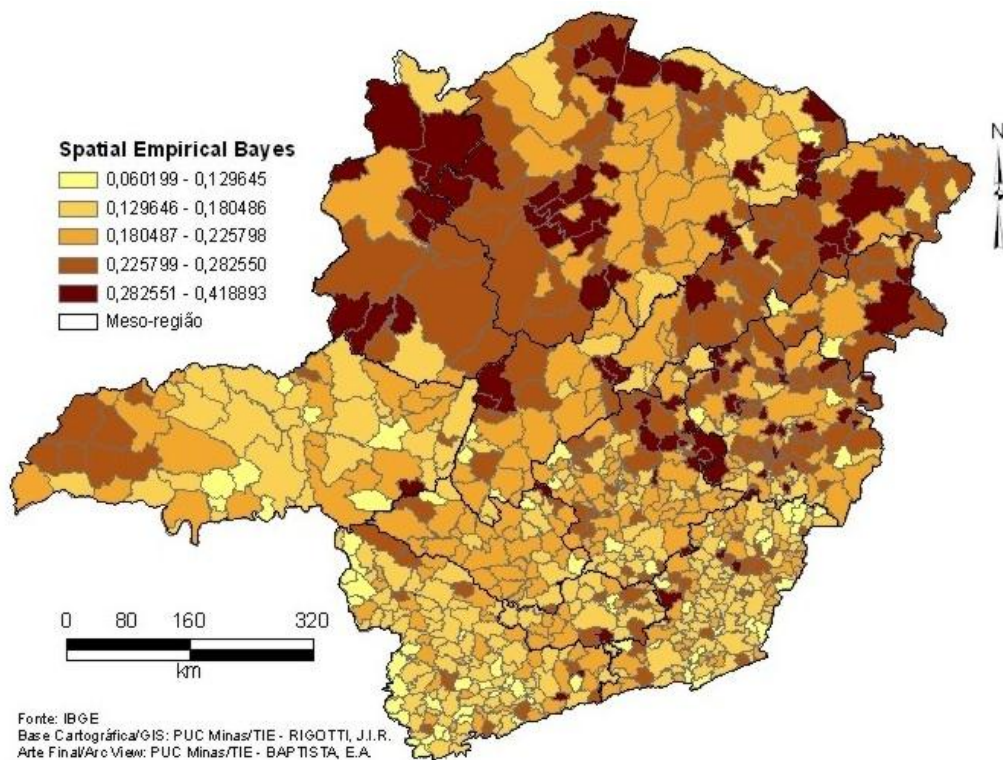 Spatial Empirical Bayes
0,060199 - 0,129645
0,129646 - 0,180486
0,180487 - 0,225798
0,225799 - 0,282550
0,282551 - 0,418893
Meso-região
N
0 80 160 320
km
Fonte: IBGE
Base Cartográfica/GIS: PUC Minas/TIE - RIGOTTI, J.I.R.
Arte Final/Arc View: PUC Minas/TIE - BAPTISTA, E.A.